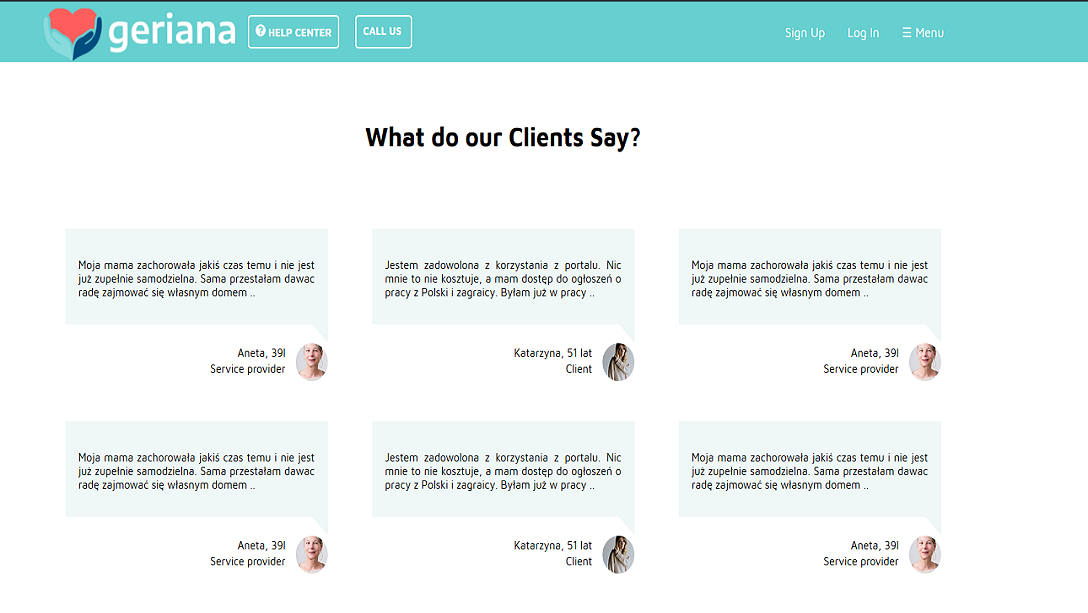 geriana
HELP CENTER
CALL US
Sign Up
Log In
☰ Menu
What do our Clients Say?
Moja mama zachorowała jakiś czas temu i nie jest
już zupełnie samodzielna. Sama przestałam dawac
radę zajmować się własnym domem ..
Aneta, 39l
Service provider
Jestem zadowolona z korzystania z portalu. Nic
mnie to nie kosztuje, a mam dostęp do ogłoszeń o
pracy z Polski i zagraicy. Byłam już w pracy ..
Katarzyna, 51 lat
Client
Moja mama zachorowała jakiś czas temu i nie jest
już zupełnie samodzielna. Sama przestałam dawac
radę zajmować się własnym domem ..
Aneta, 39l
Service provider
Moja mama zachorowała jakiś czas temu i nie jest
już zupełnie samodzielna. Sama przestałam dawac
radę zajmować się własnym domem ..
Aneta, 39l
Service provider
Jestem zadowolona z korzystania z portalu. Nic
mnie to nie kosztuje, a mam dostęp do ogłoszeń o
pracy z Polski i zagraicy. Byłam już w pracy ..
Katarzyna, 51 lat
Client
Moja mama zachorowała jakiś czas temu i nie jest
już zupełnie samodzielna. Sama przestałam dawac
radę zajmować się własnym domem ..
Aneta, 39l
Service provider